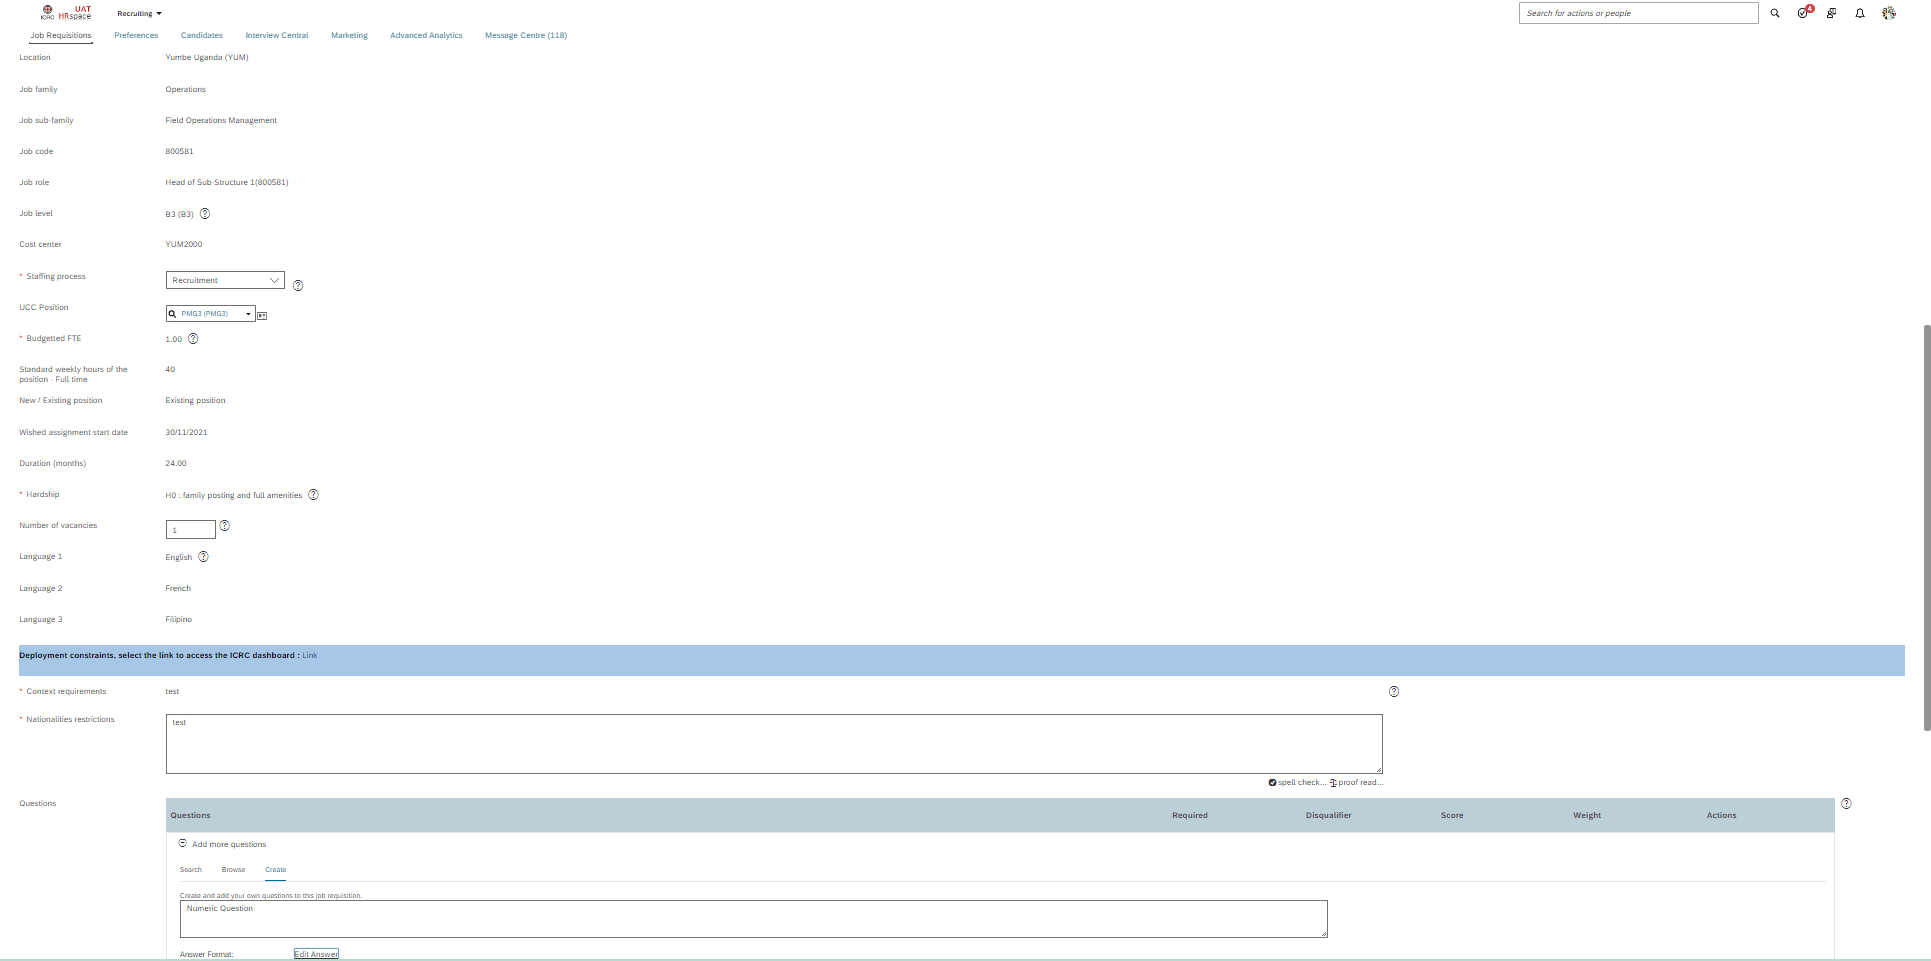 UAT
ICRC HRspace
Recruiting
Search for actions or people
4
Job Requisitions Preferences Candidates Interview Central Marketing Advanced Analytics Message Centre (118)
Location Yumbe Uganda (YUM)
Job family Operations
Job sub-family Field Operations Management
Job code 800581
Job role Head of Sub-Structure 1(800581)
Job level B3 (B3) ?
Cost center YUM2000
* Staffing process Recruitment ?
UCC Position PMG3 (PMG3)
* Budgetted FTE 1.00 ?
Standard weekly hours of the position - Full time 40
New / Existing position Existing position
Wished assignment start date 30/11/2021
Duration (months) 24.00
* Hardship H0 : family posting and full amenities ?
Number of vacancies 1 ?
Language 1 English ?
Language 2 French
Language 3 Filipino
Deployment constraints, select the link to access the ICRC dashboard : Link
* Context requirements test ?
* Nationalities restrictions test
spell check... proof read...
Questions ?
Questions Required Disqualifier Score Weight Actions
Add more questions
Search Browse Create
Create and add your own questions to this job requisition.
Numeric Question
Answer Format: Edit Answer